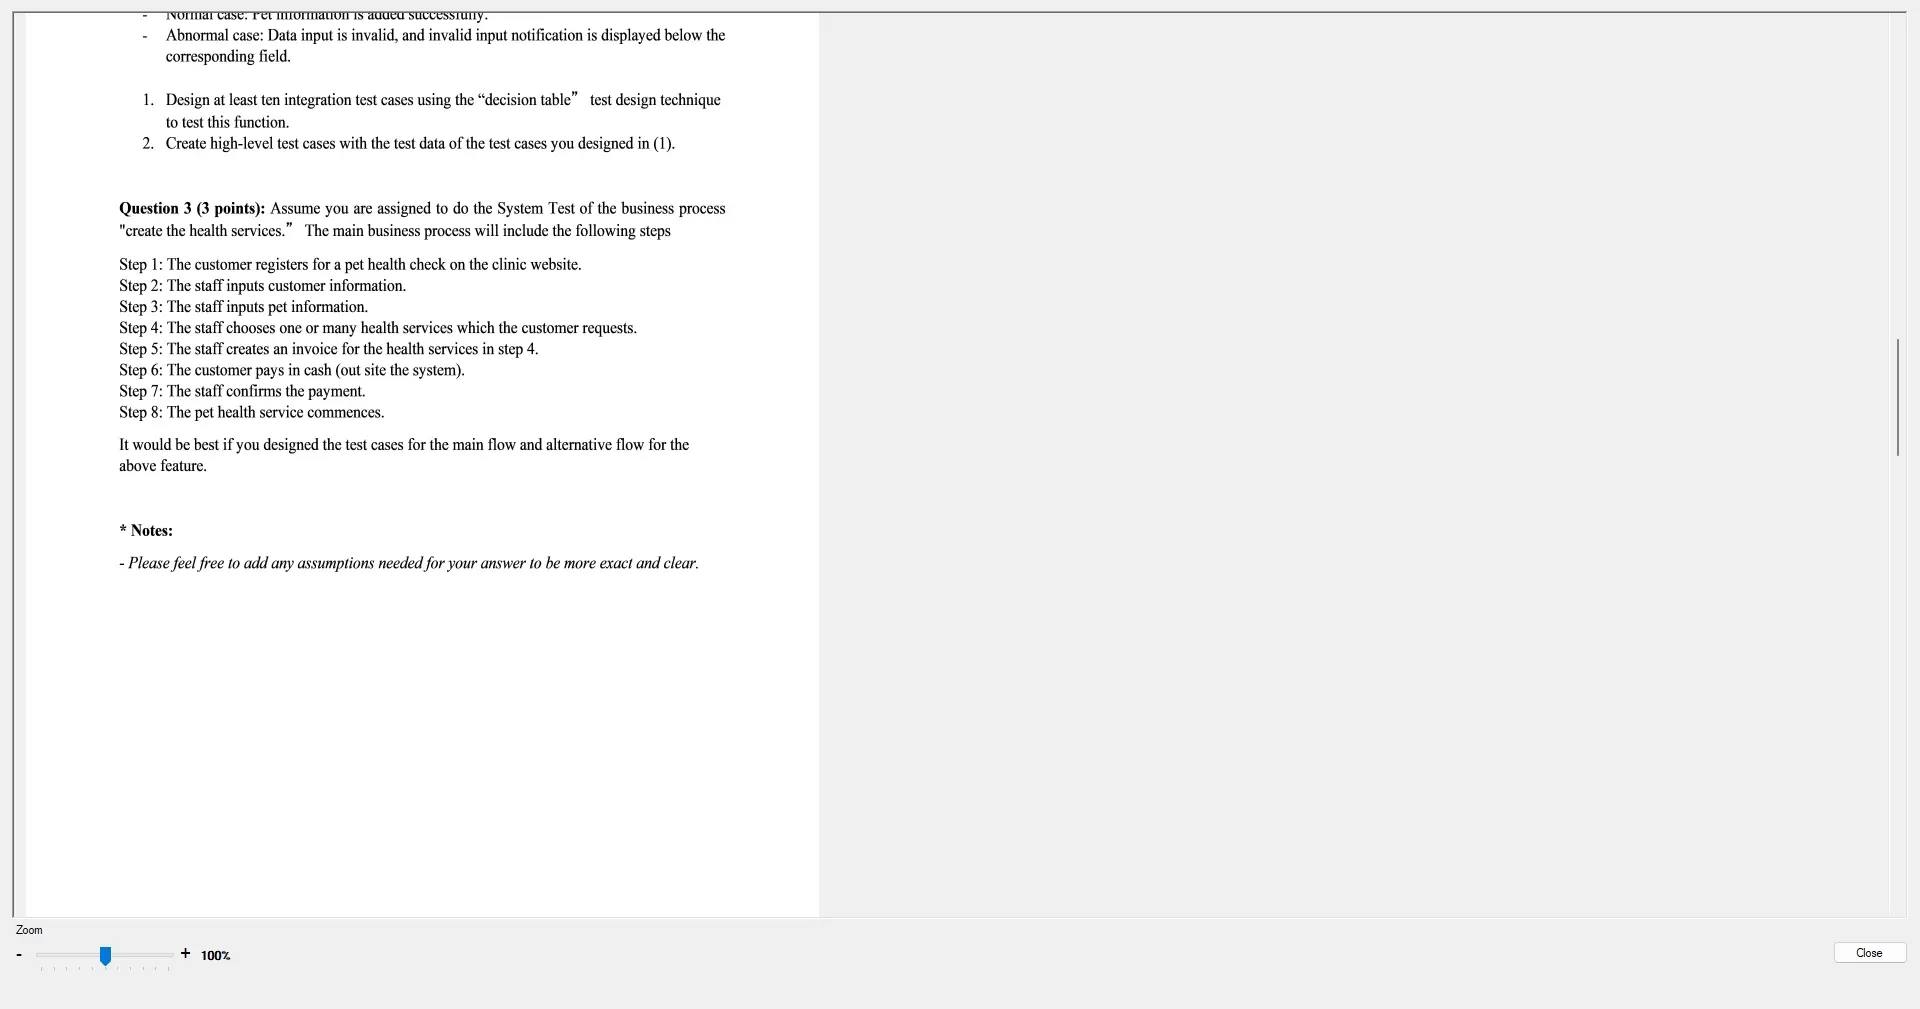 - Normal case: Pet information is added successfully.
- Abnormal case: Data input is invalid, and invalid input notification is displayed below the
corresponding field.
1. Design at least ten integration test cases using the “decision table” test design technique
to test this function.
2. Create high-level test cases with the test data of the test cases you designed in (1).
Question 3 (3 points): Assume you are assigned to do the System Test of the business process
"create the health services.” The main business process will include the following steps
Step 1: The customer registers for a pet health check on the clinic website.
Step 2: The staff inputs customer information.
Step 3: The staff inputs pet information.
Step 4: The staff chooses one or many health services which the customer requests.
Step 5: The staff creates an invoice for the health services in step 4.
Step 6: The customer pays in cash (out site the system).
Step 7: The staff confirms the payment.
Step 8: The pet health service commences.
It would be best if you designed the test cases for the main flow and alternative flow for the
above feature.
* Notes:
- Please feel free to add any assumptions needed for your answer to be more exact and clear.
Zoom
- + 100%
Close